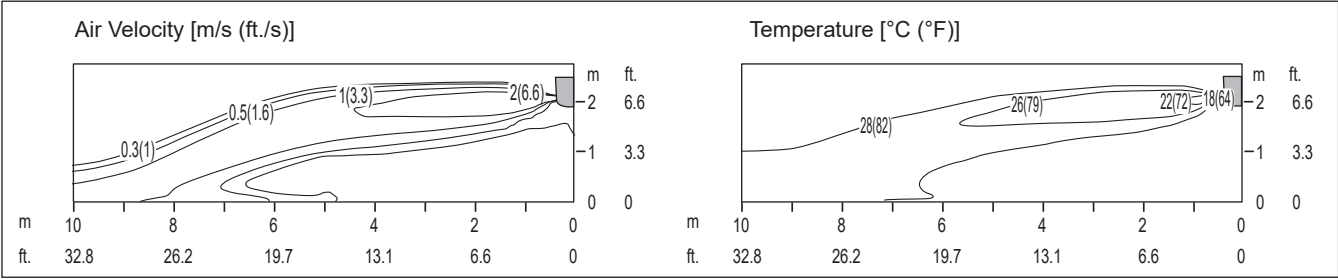 Air Velocity [m/s (ft./s)]
0.3(1)
0.5(1.6)
1(3.3)
2(6.6)
m ft.
2 6.6
1 3.3
0 0
m 10 8 6 4 2 0
ft. 32.8 26.2 19.7 13.1 6.6 0
Temperature [°C (°F)]
28(82)
26(79)
22(72)
18(64)
m ft.
2 6.6
1 3.3
0 0
m 10 8 6 4 2 0
ft. 32.8 26.2 19.7 13.1 6.6 0